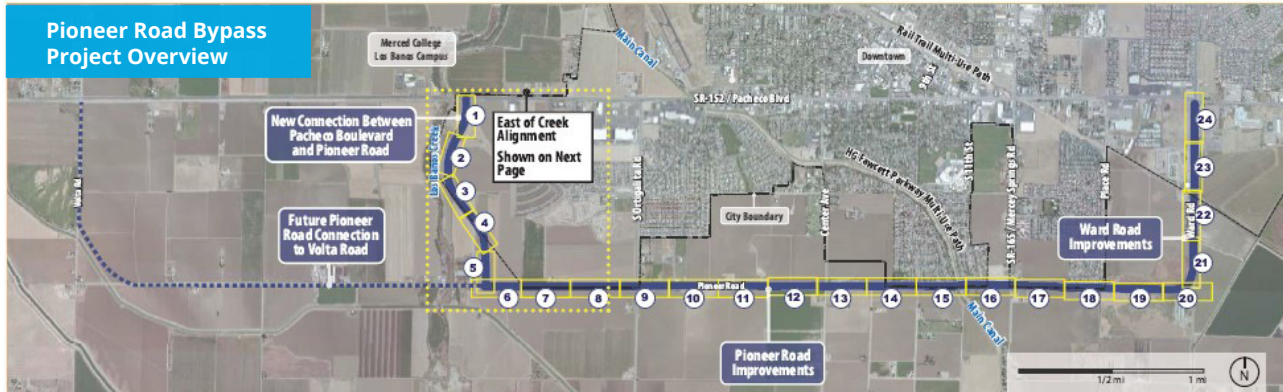 Pioneer Road Bypass
Project Overview
Merced College
Los Banos Campus
Main Canal
Rail Trail Multi-Use Path
Downtown
9th St
SR-152 / Pacheco Blvd
New Connection Between
Pacheco Boulevard
and Pioneer Road
East of Creek
Alignment
Shown on Next
Page
Los Banos Creek
Volta Rd
S Ortigalita Rd
HG Fawcett Parkway Multi-Use Path
S 11th St
SR-165 / Mercey Springs Rd
Place Rd
Ward Rd
Center Ave
City Boundary
Future Pioneer
Road Connection
to Volta Road
Ward Road
Improvements
Pioneer Road
Main Canal
Pioneer Road
Improvements
1
2
3
4
5
6
7
8
9
10
11
12
13
14
15
16
17
18
19
20
21
22
23
24
1/2 mi
1 mi
N